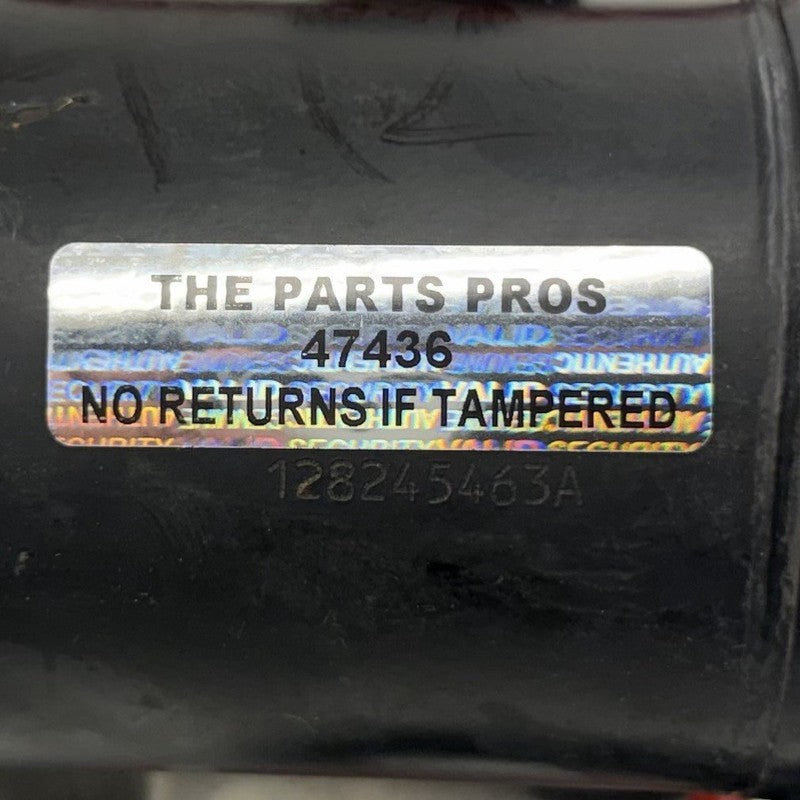 THE PARTS PROS
47436
NO RETURNS IF TAMPERED
128245463A